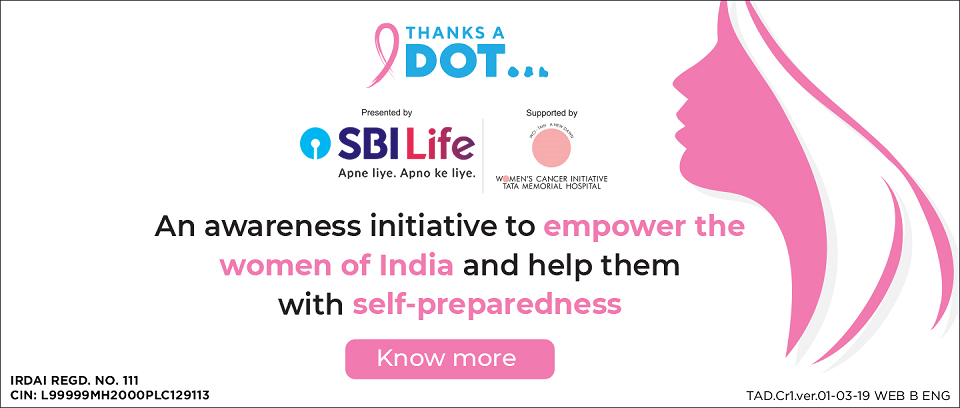 THANKS A
DOT...
Presented by
SBI Life
Apne liye. Apno ke liye.
Supported by
WOMEN'S CANCER INITIATIVE
TATA MEMORIAL HOSPITAL
An awareness initiative to empower the
women of India and help them
with self-preparedness
Know more
IRDAI REGD. NO. 111
CIN: L99999MH2000PLC129113
TAD.Cr1.ver.01-03-19 WEB B ENG